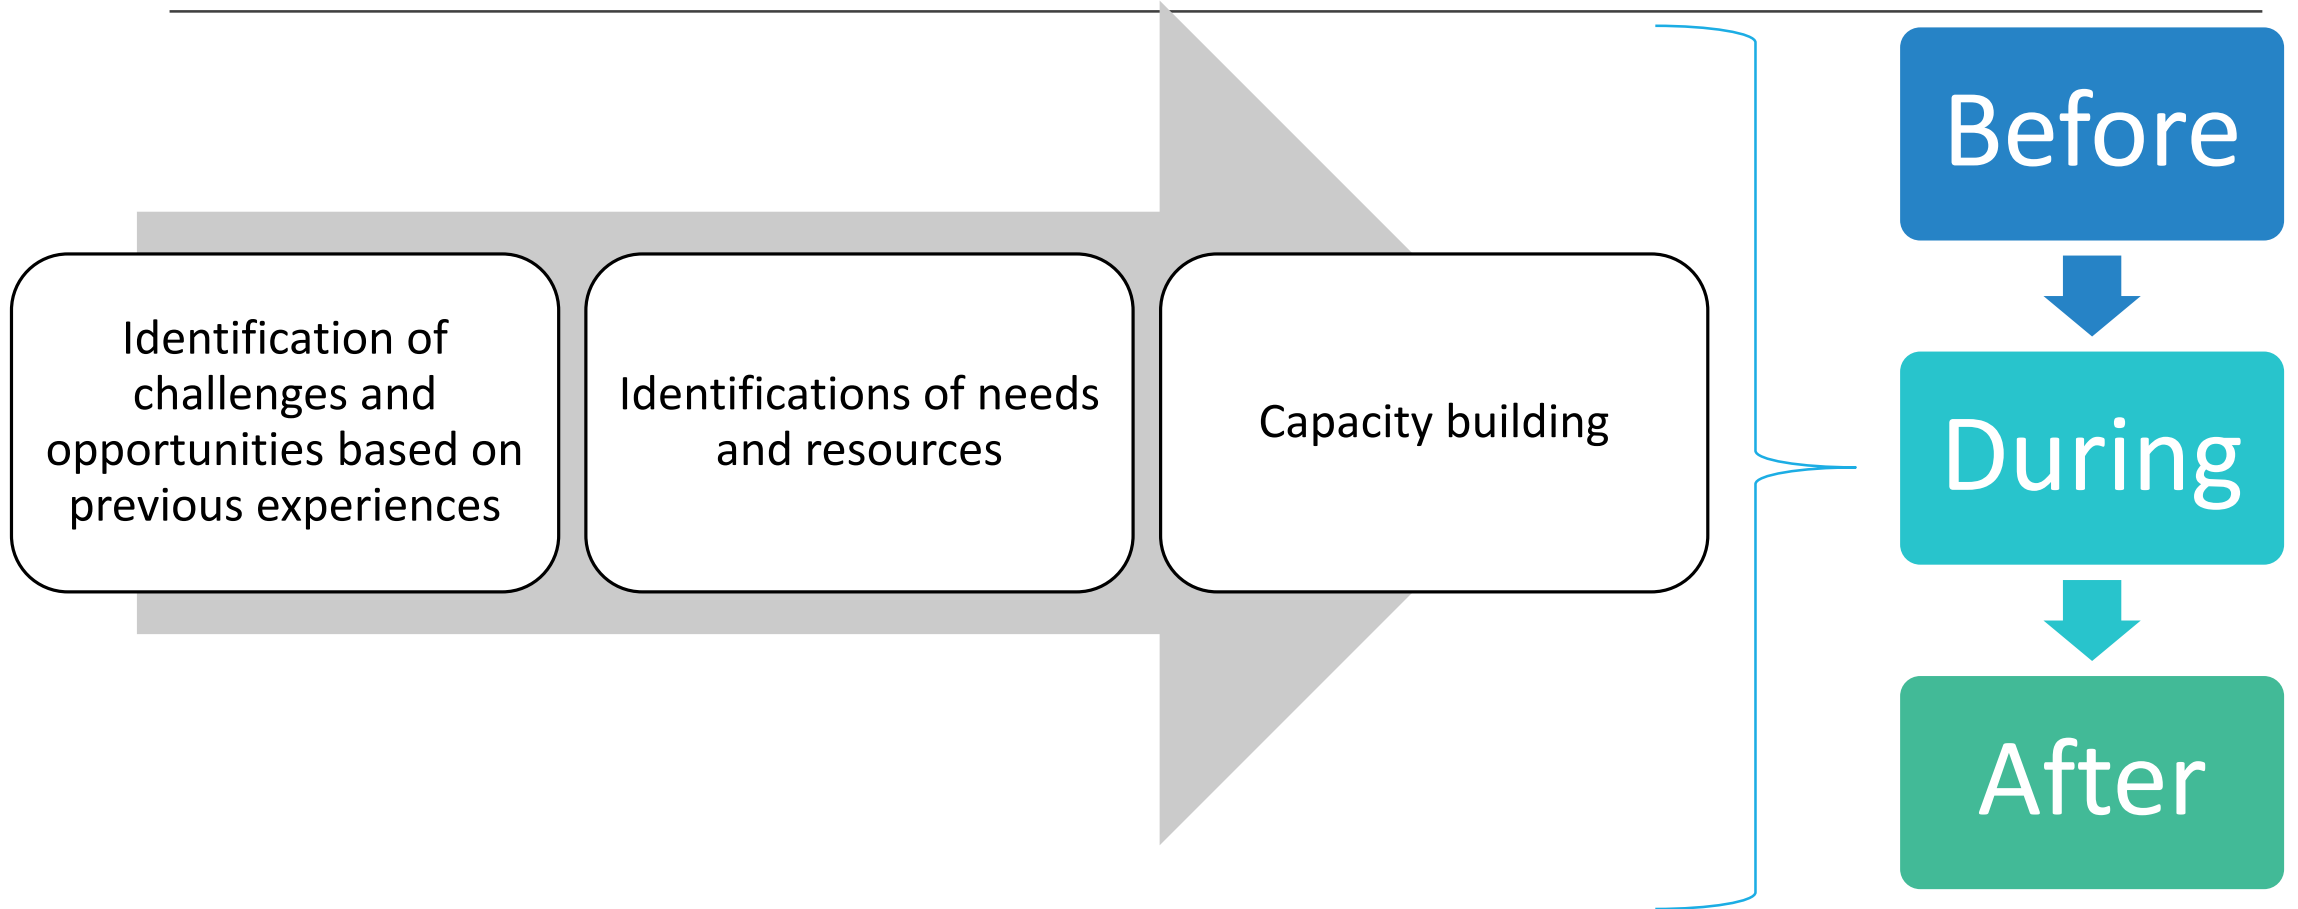 Identification of
challenges and
opportunities based on
previous experiences
Identifications of needs
and resources
Capacity building
Before
During
After